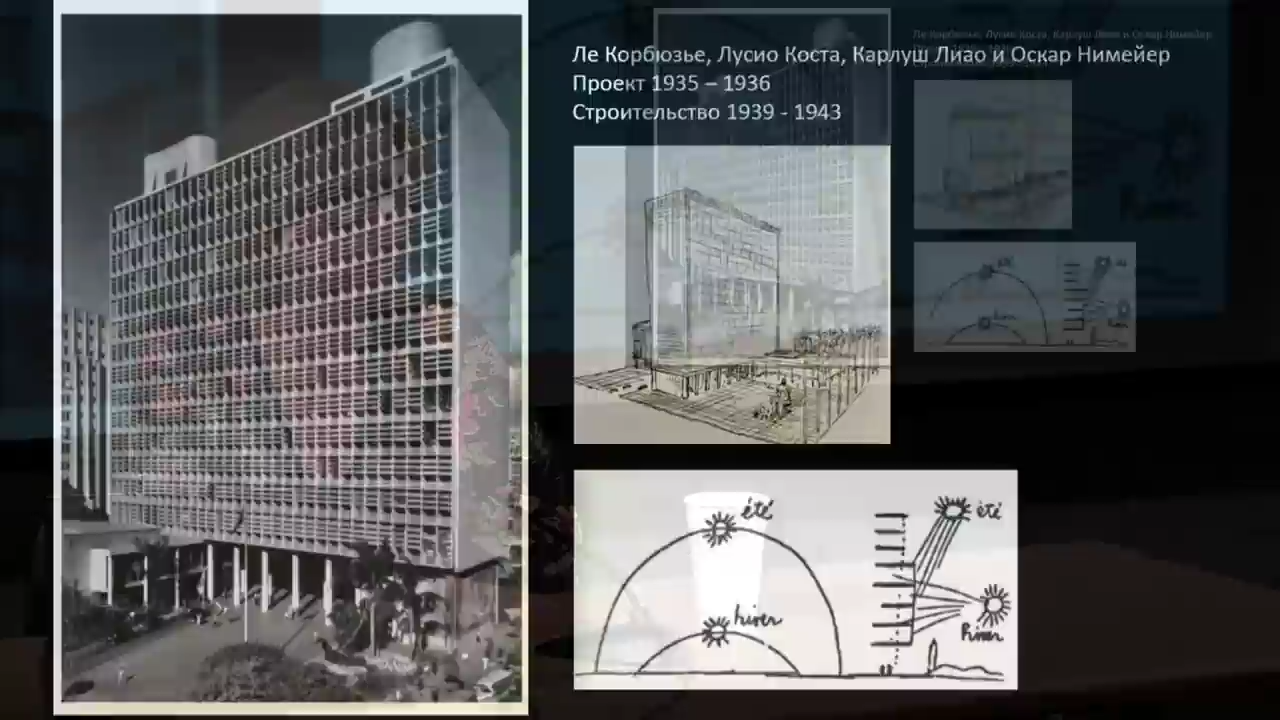 Ле Корбюзье, Лусио Коста, Карлуш Лиао и Оскар Нимейер
Проект 1935 – 1936
Строительство 1939 - 1943
été
hiver
été
hiver